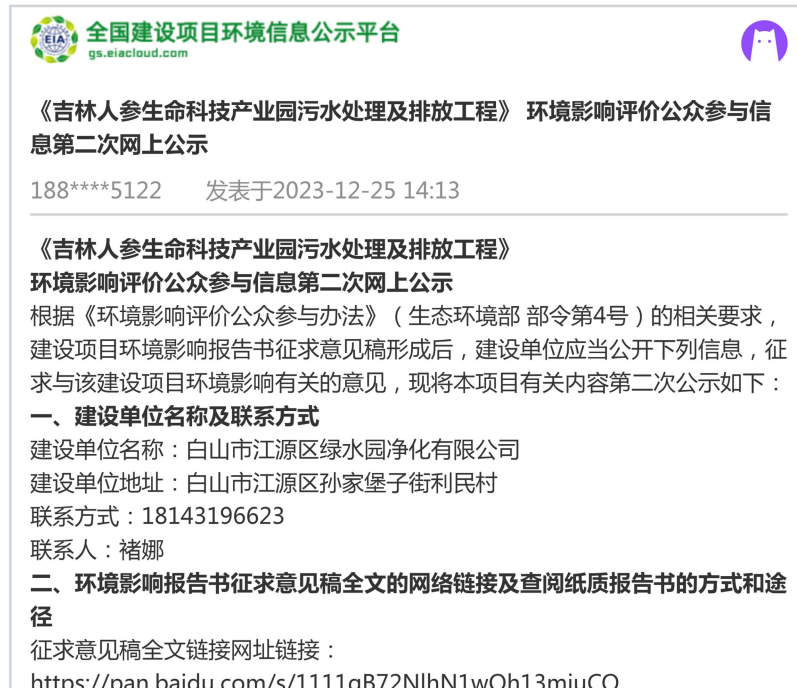 EIA
全国建设项目环境信息公示平台
gs.eiacloud.com
《吉林人参生命科技产业园污水处理及排放工程》 环境影响评价公众参与信
息第二次网上公示
188****5122 发表于2023-12-25 14:13
《吉林人参生命科技产业园污水处理及排放工程》
环境影响评价公众参与信息第二次网上公示
根据《环境影响评价公众参与办法》（生态环境部 部令第4号）的相关要求，
建设项目环境影响报告书征求意见稿形成后，建设单位应当公开下列信息，征
求与该建设项目环境影响有关的意见，现将本项目有关内容第二次公示如下：
一、建设单位名称及联系方式
建设单位名称：白山市江源区绿水园净化有限公司
建设单位地址：白山市江源区孙家堡子街利民村
联系方式：18143196623
联系人：褚娜
二、环境影响报告书征求意见稿全文的网络链接及查阅纸质报告书的方式和途
径
征求意见稿全文链接网址链接：